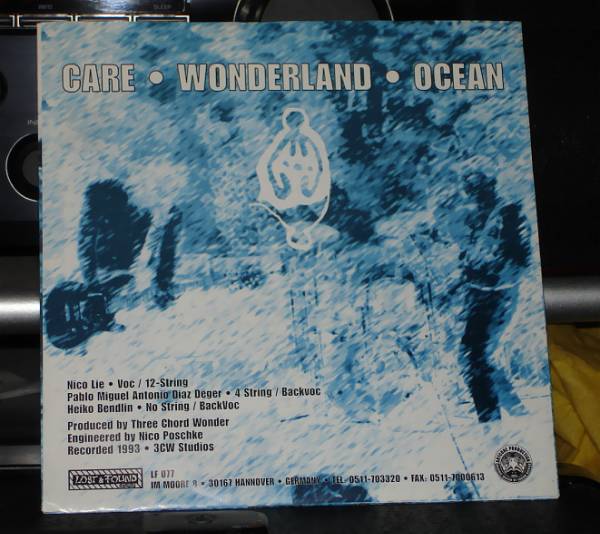 INFO SLEEP
CARE • WONDERLAND • OCEAN
Nico Lie • Voc / 12-String
Pablo Miguel Antonio Diaz Deger • 4 String / Backvoc
Heiko Bendlin • No String / BackVoc
Produced by Three Chord Wonder
Engineered by Nico Poschke
Recorded 1993 • 3CW Studios
LOST & FOUND
LF 077
IM MOORE 8 • 30167 HANNOVER • GERMANY • TEL: 0511-703320 • FAX: 0511-7000613